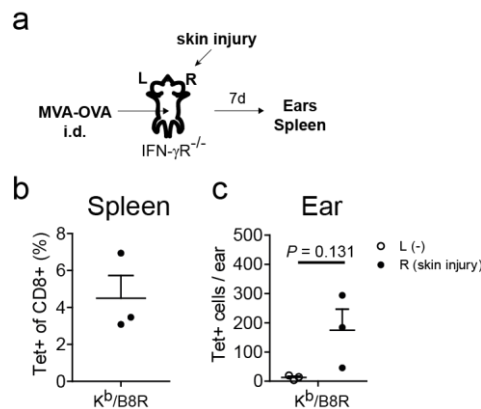 a
skin injury
L R
MVA-OVA
i.d.
7d
Ears
Spleen
IFN-γR-/-
b
Spleen
Tet+ of CD8+ (%)
8
6
4
2
0
Kb/B8R
c
Ear
Tet+ cells / ear
500
400
300
200
100
0
P = 0.131
L (-)
R (skin injury)
Kb/B8R